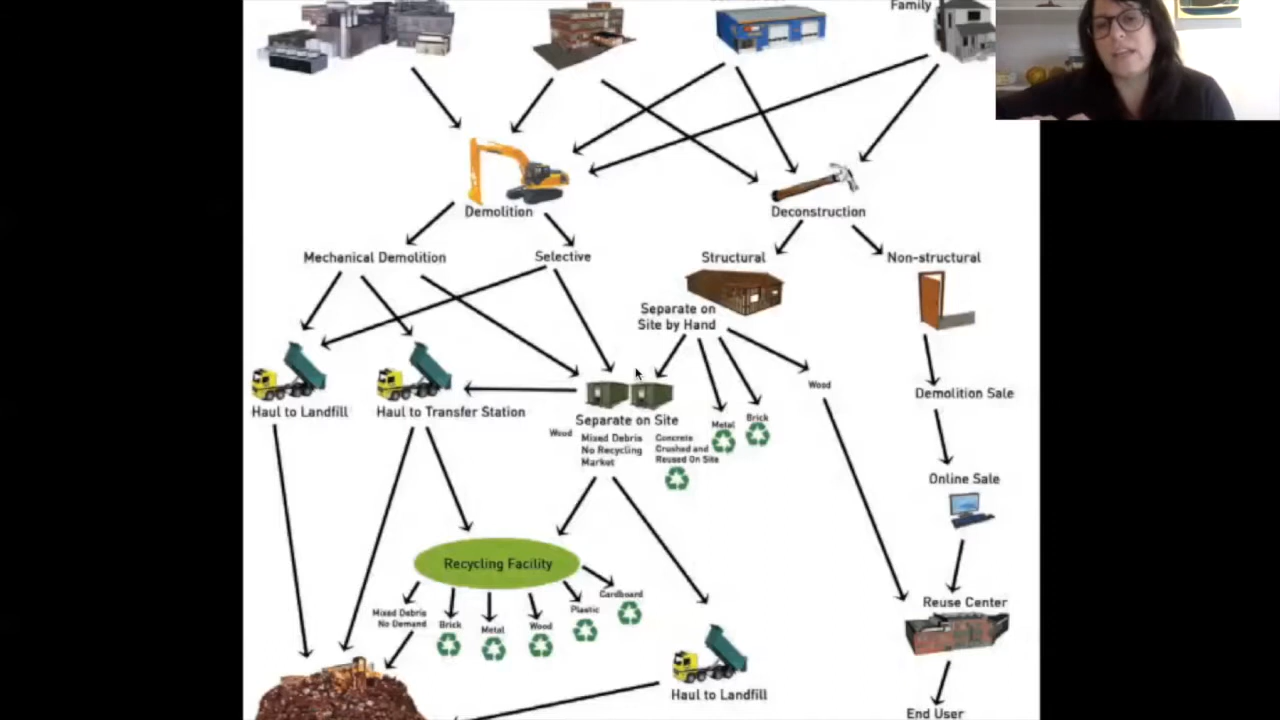 Family
Demolition
Deconstruction
Mechanical Demolition
Selective
Structural
Non-structural
Separate on
Site by Hand
Wood
Demolition Sale
Haul to Landfill
Haul to Transfer Station
Separate on Site
Wood
Mixed Debris
No Recycling
Market
Concrete
Crushed and
Reused On Site
Metal
Brick
Online Sale
Recycling Facility
Mixed Debris
No Demand
Brick
Metal
Wood
Plastic
Cardboard
Reuse Center
Haul to Landfill
End User